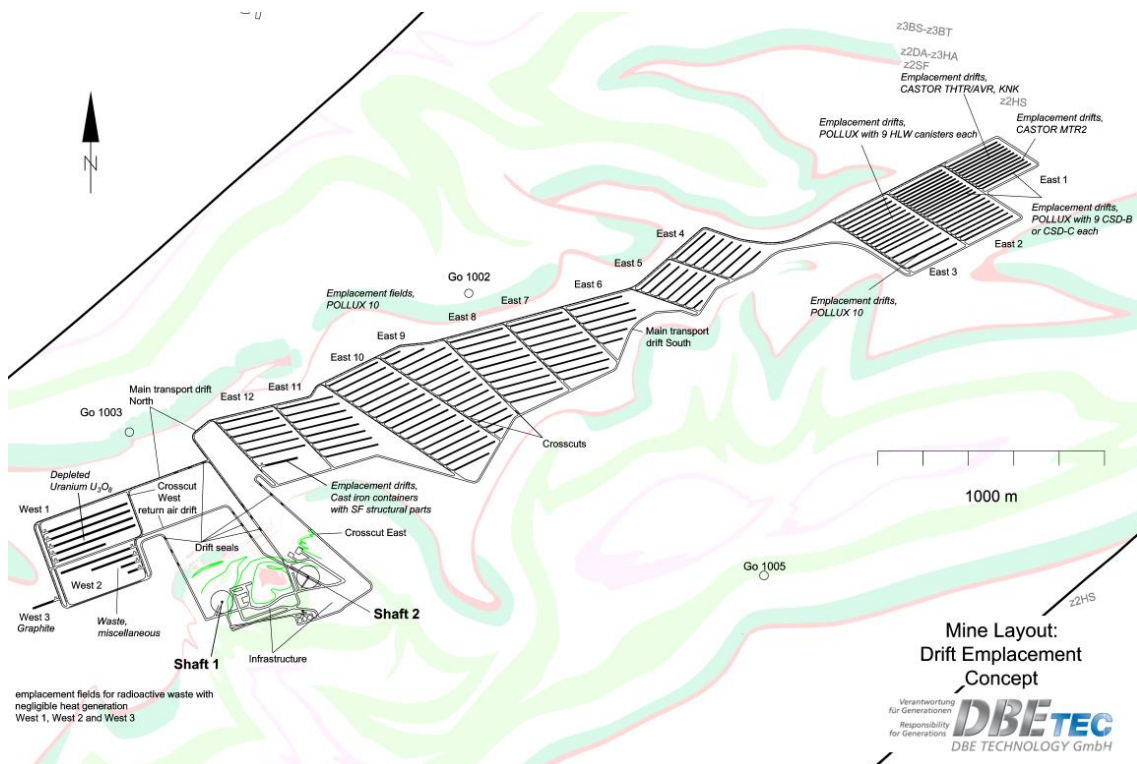 z3BS-z3BT
z2DA-z3HA
z2SF
Emplacement drifts,
CASTOR THTR/AVR, KNK
z2HS
Emplacement drifts,
POLLUX with 9 HLW canisters each
Emplacement drifts,
CASTOR MTR2
N
East 1
Emplacement drifts,
POLLUX with 9 CSD-B
or CSD-C each
East 2
East 3
East 4
East 5
Emplacement drifts,
POLLUX 10
Go 1002
East 6
East 7
Emplacement fields,
POLLUX 10
East 8
East 9
Main transport
drift South
East 10
East 11
East 12
Main transport drift
North
Go 1003
Crosscuts
Depleted
Uranium U3O8
Crosscut
West
return air drift
Emplacement drifts,
Cast iron containers
with SF structural parts
1000 m
West 1
Drift seals
Crosscut East
Go 1005
West 2
West 3
Graphite
Waste,
miscellaneous
Shaft 2
Shaft 1
Infrastructure
z2HS
emplacement fields for radioactive waste with
negligible heat generation
West 1, West 2 and West 3
Mine Layout:
Drift Emplacement
Concept
Verantwortung
für Generationen
Responsibility
for Generations
DBE TEC
DBE TECHNOLOGY GmbH